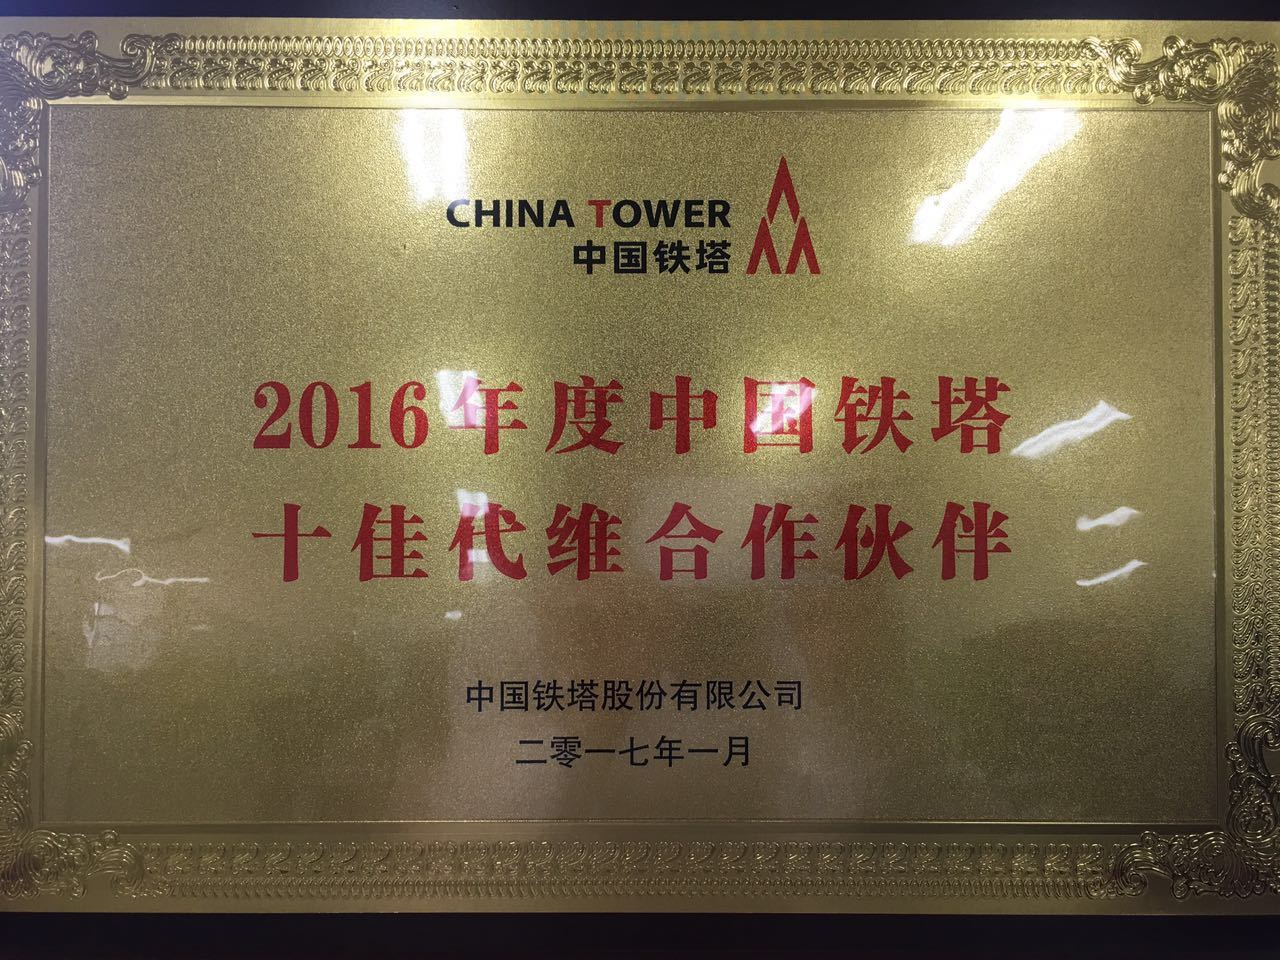 CHINA TOWER
中国铁塔
2016年度中国铁塔
十佳代维合作伙伴
中国铁塔股份有限公司
二零一七年一月